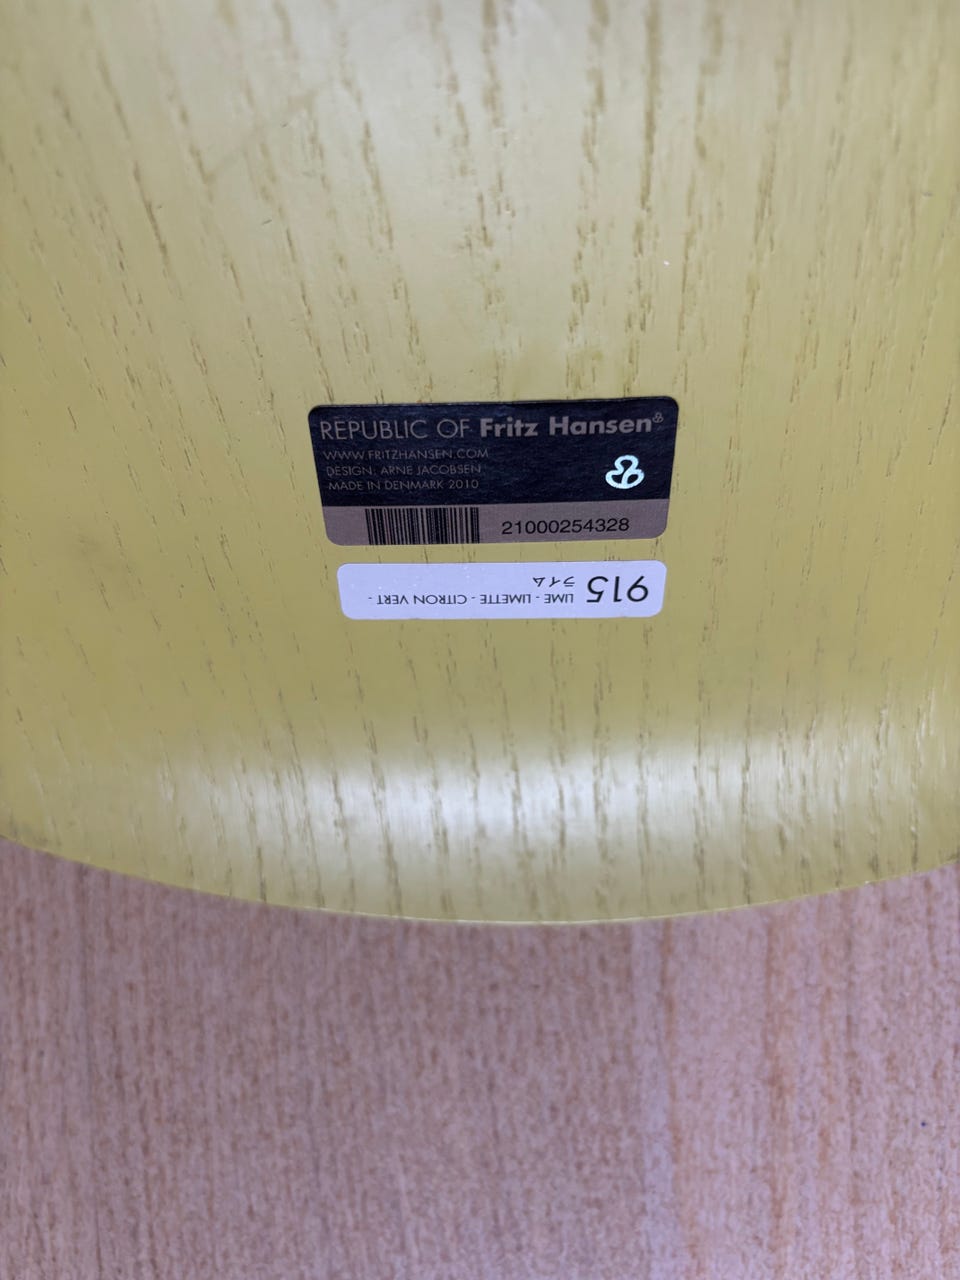 REPUBLIC OF Fritz Hansen
WWW.FRITZHANSEN.COM
DESIGN: ARNE JACOBSEN
MADE IN DENMARK 2010
21000254328
915 LIME - LIMETTE - CITRON VERT -
ライム